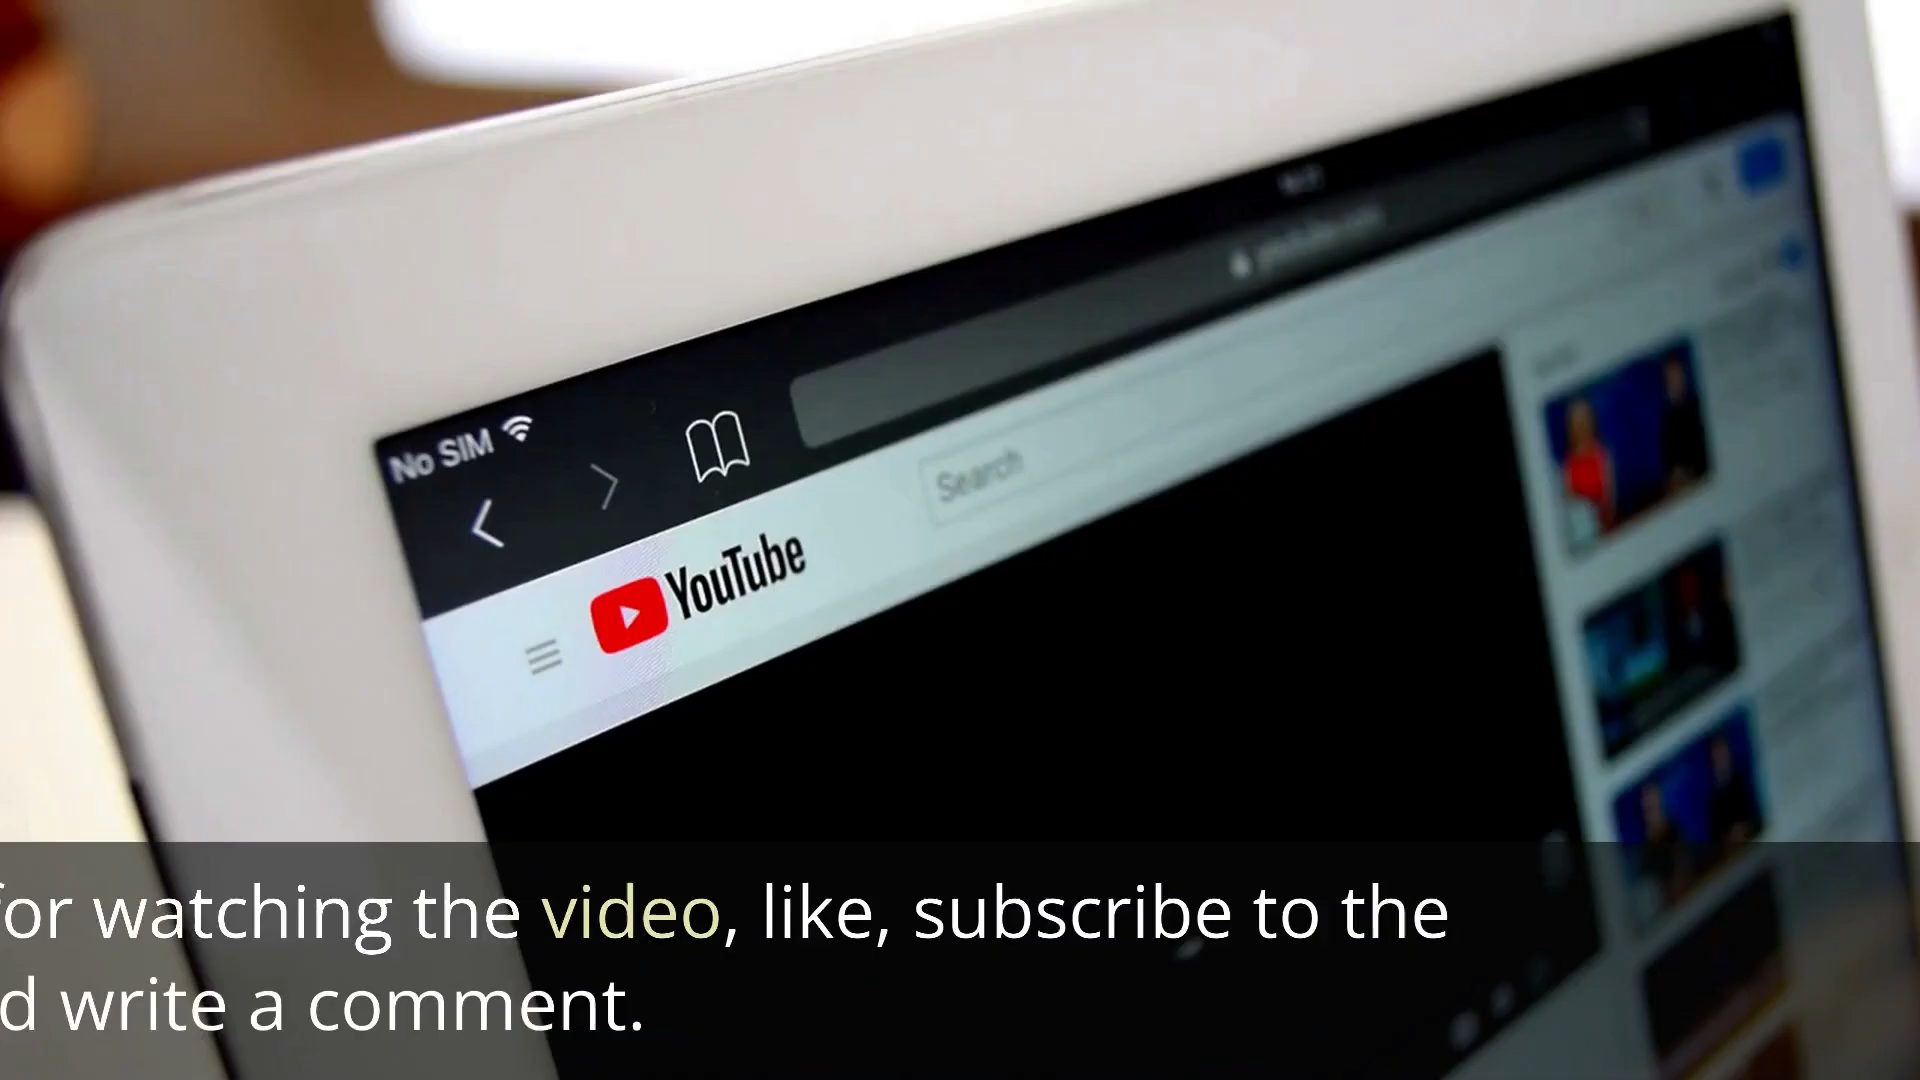 No SIM
Search
YouTube
for watching the video, like, subscribe to the
d write a comment.